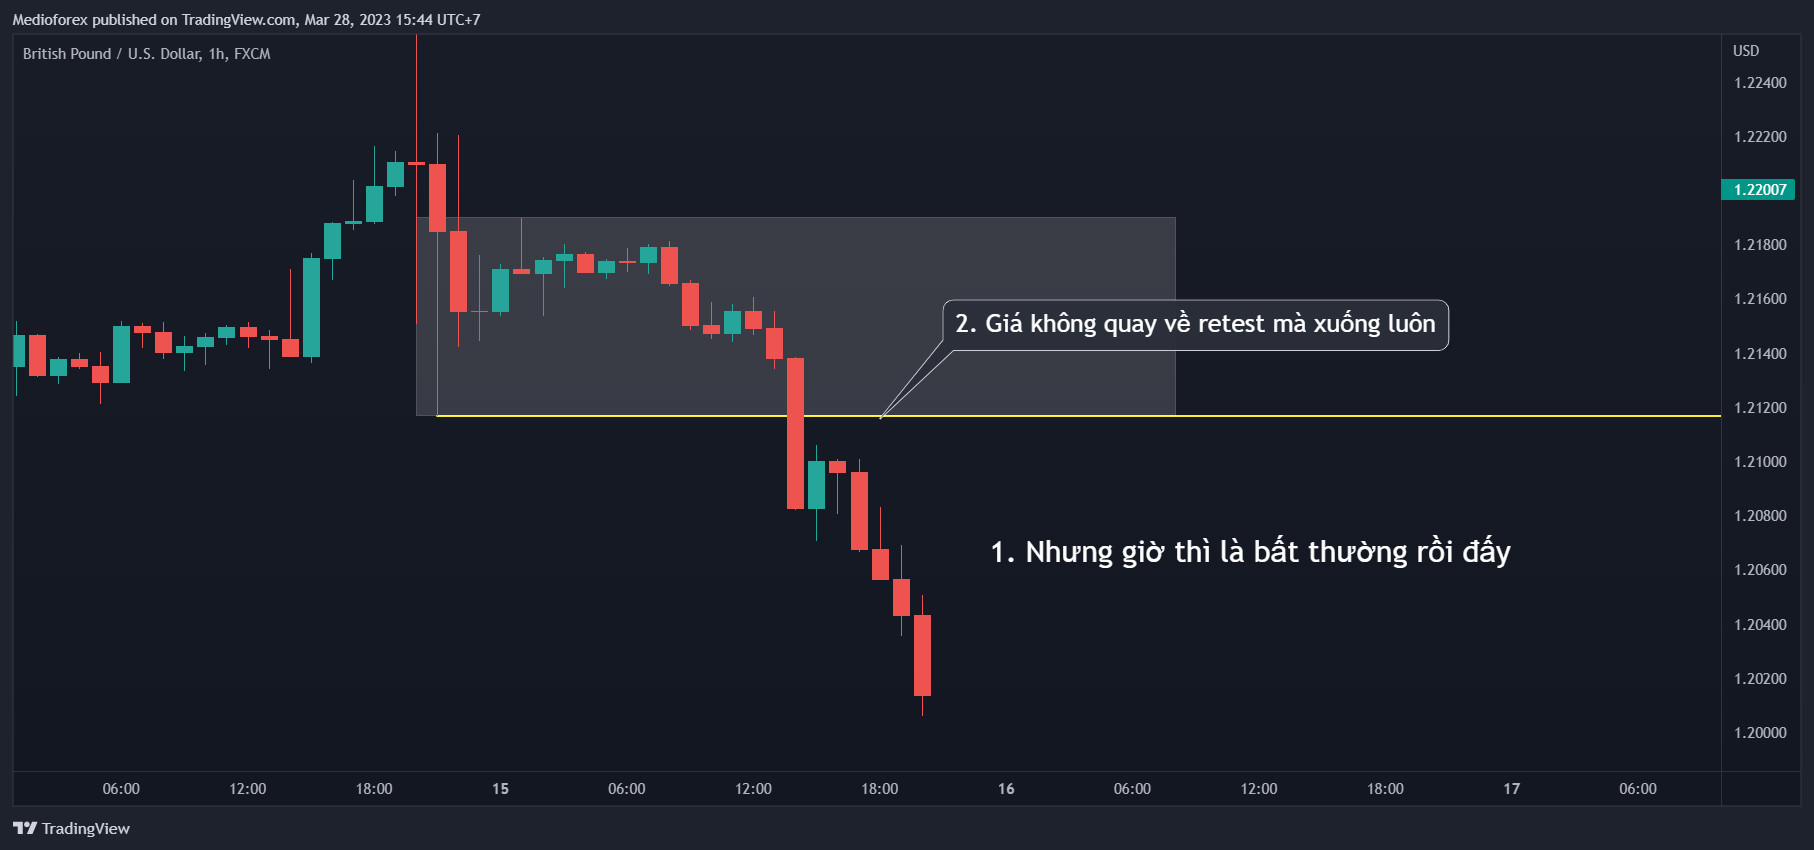 Medioforex published on TradingView.com, Mar 28, 2023 15:44 UTC+7
British Pound / U.S. Dollar, 1h, FXCM
USD
1.22400
1.22200
1.22007
1.21800
1.21600
2. Giá không quay về retest mà xuống luôn
1.21400
1.21200
1.21000
1.20800
1. Nhưng giờ thì là bất thường rồi đấy
1.20600
1.20400
1.20200
1.20000
06:00 12:00 18:00 15 06:00 12:00 18:00 16 06:00 12:00 18:00 17 06:00
TradingView